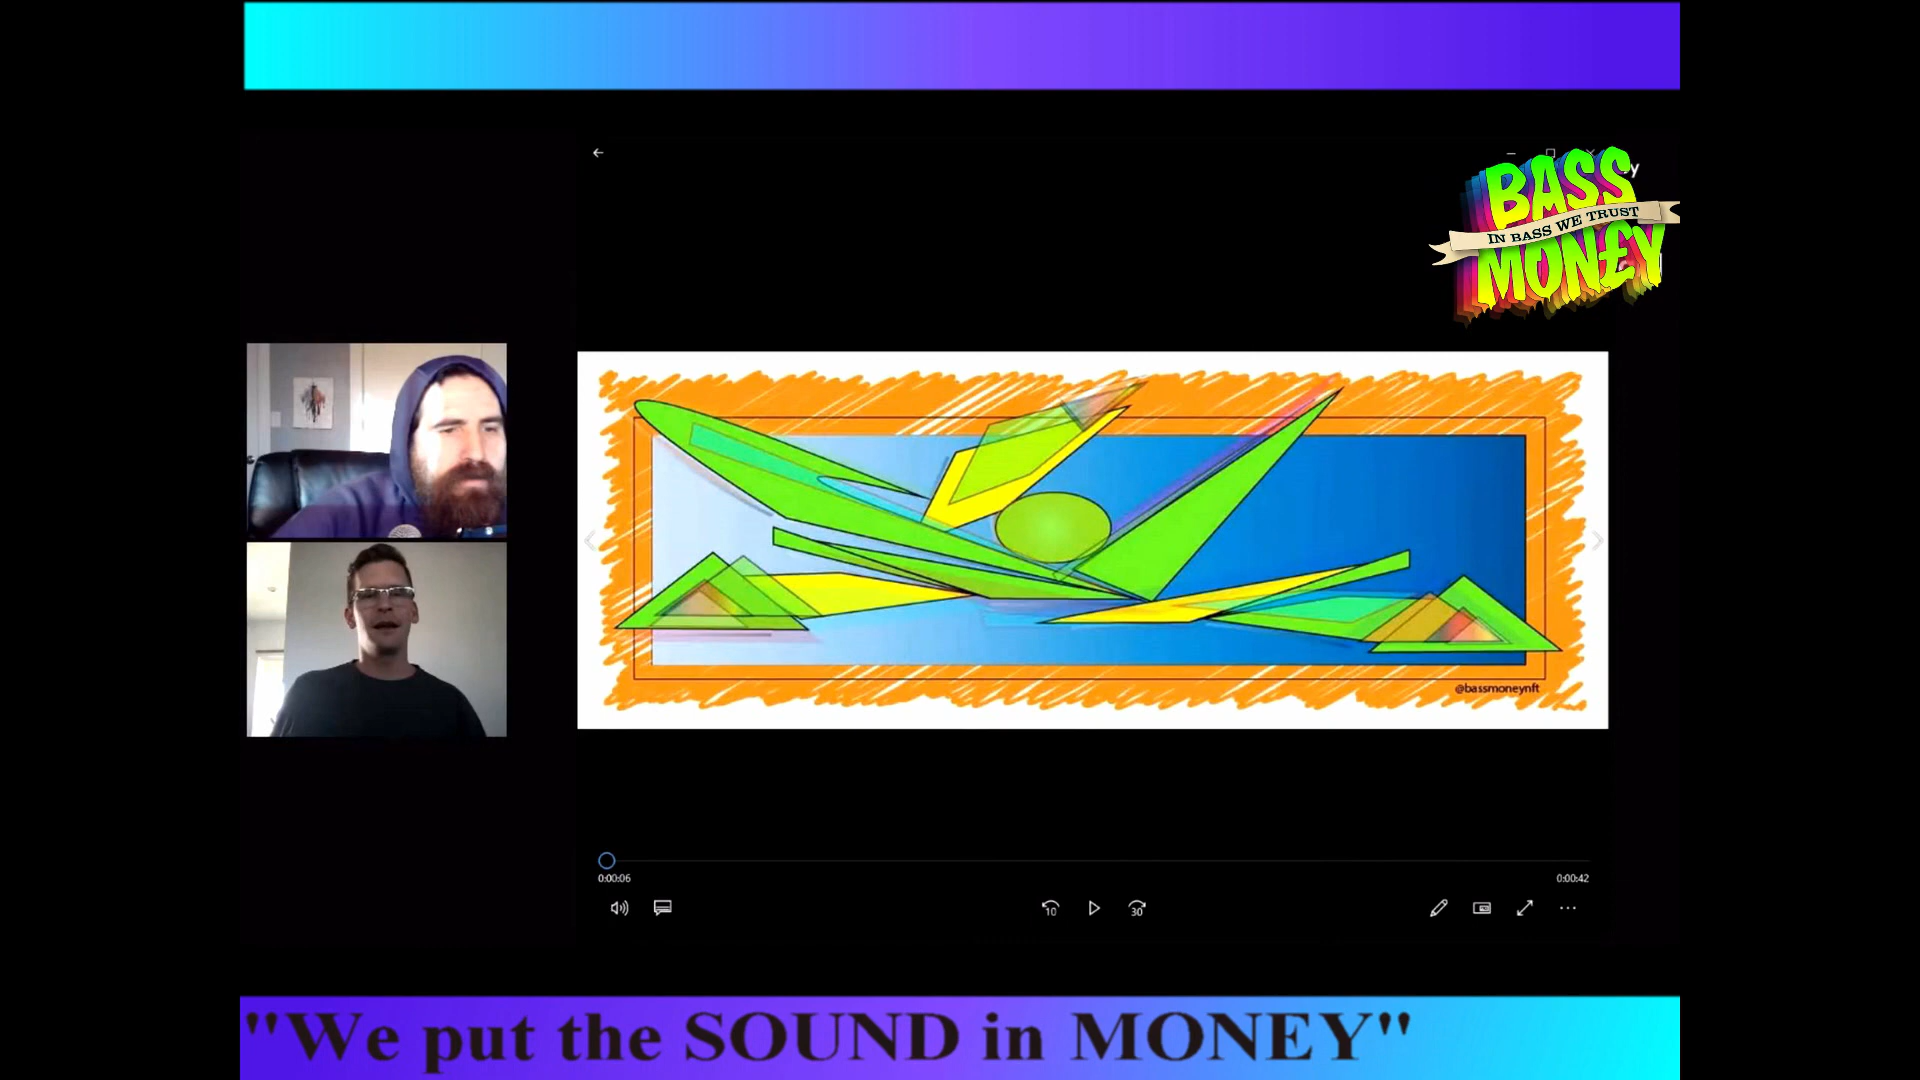 y
BASS
IN BASS WE TRUST
MON£Y
@bassmoneynft
0:00:06
0:00:42
10
30
"We put the SOUND in MONEY"